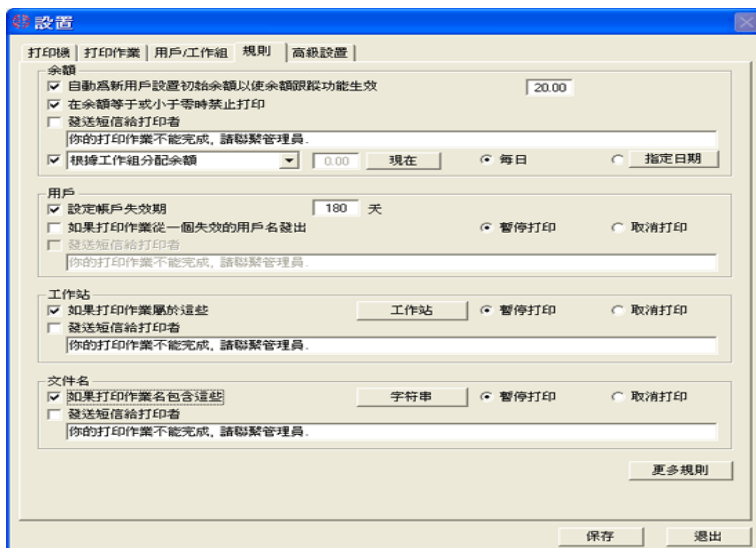 設置
打印機 打印作業 用戶/工作組 規則 高級設置
余額
自動爲新用戶設置初始余額以使余額跟蹤功能生效 20.00
在余額等于或小于零時禁止打印
發送短信給打印者
你的打印作業不能完成, 請聯繫管理員.
根據工作組分配余額 0.00 現在 每日 指定日期
用戶
設定帳戶失效期 180 天
如果打印作業從一個失效的用戶名發出 暫停打印 取消打印
發送短信給打印者
你的打印作業不能完成, 請聯繫管理員.
工作站
如果打印作業屬於這些 工作站 暫停打印 取消打印
發送短信給打印者
你的打印作業不能完成, 請聯繫管理員.
文件名
如果打印作業名包含這些 字符串 暫停打印 取消打印
發送短信給打印者
你的打印作業不能完成, 請聯繫管理員.
更多規則
保存 退出